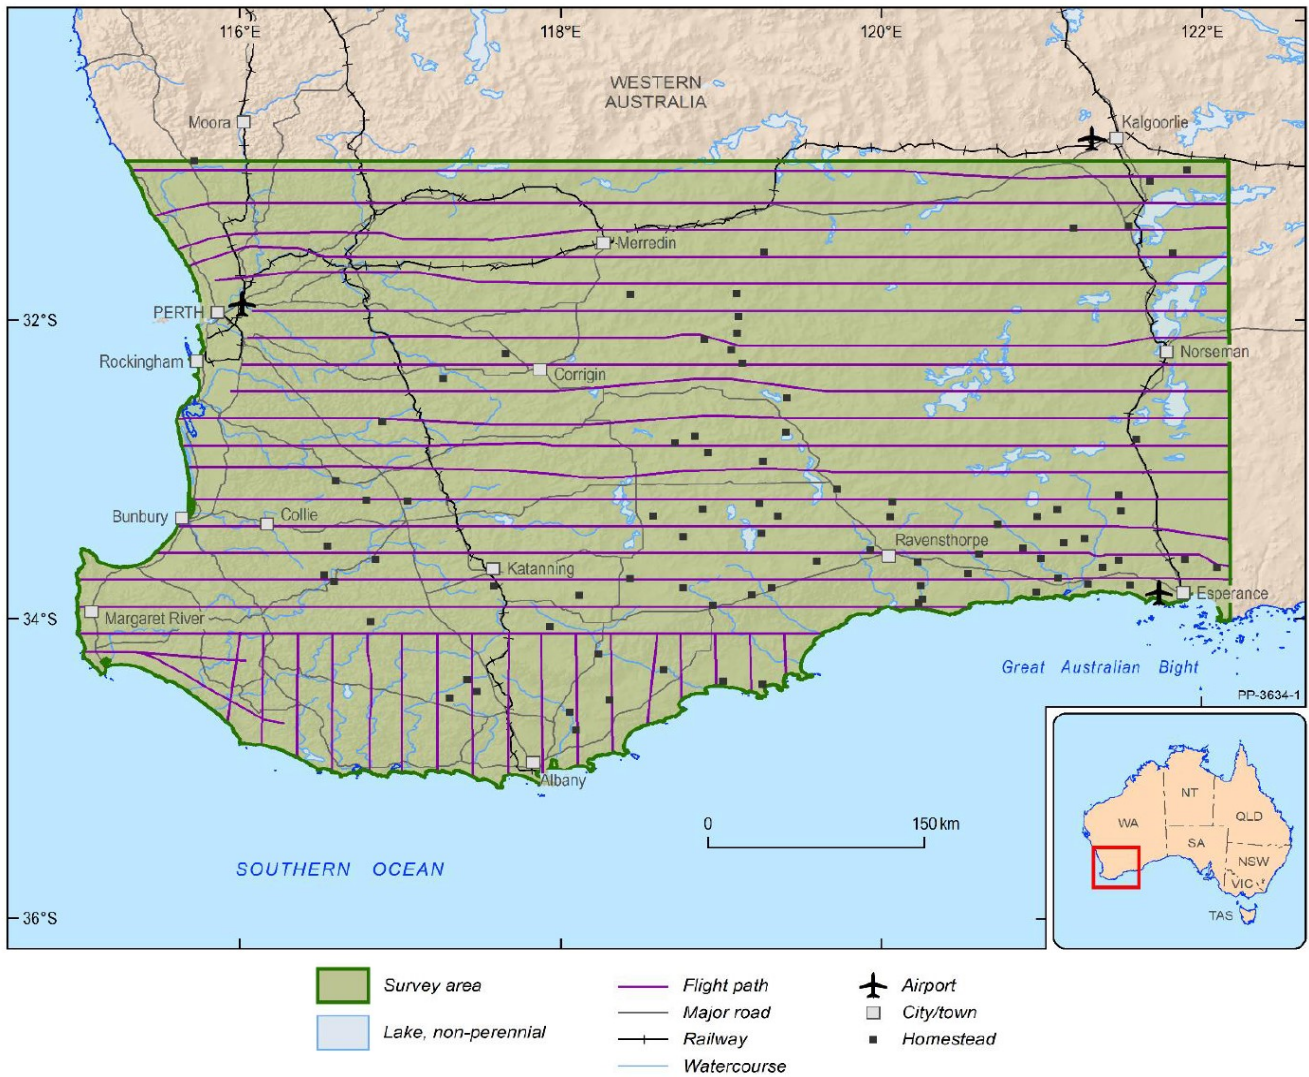 116°E
118°E
120°E
122°E
WESTERN
AUSTRALIA
Moora
Kalgoorlie
Merredin
PERTH
32°S
Rockingham
Norseman
Corrigin
Bunbury
Collie
Ravensthorpe
Katanning
Esperance
Margaret River
34°S
Great Australian Bight
PP-3634-1
Albany
0
150 km
SOUTHERN OCEAN
36°S
NT
WA
QLD
SA
NSW
VIC
TAS
Survey area
Lake, non-perennial
Flight path
Major road
Railway
Watercourse
Airport
City/town
Homestead